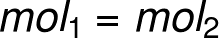 mol₁ = mol₂